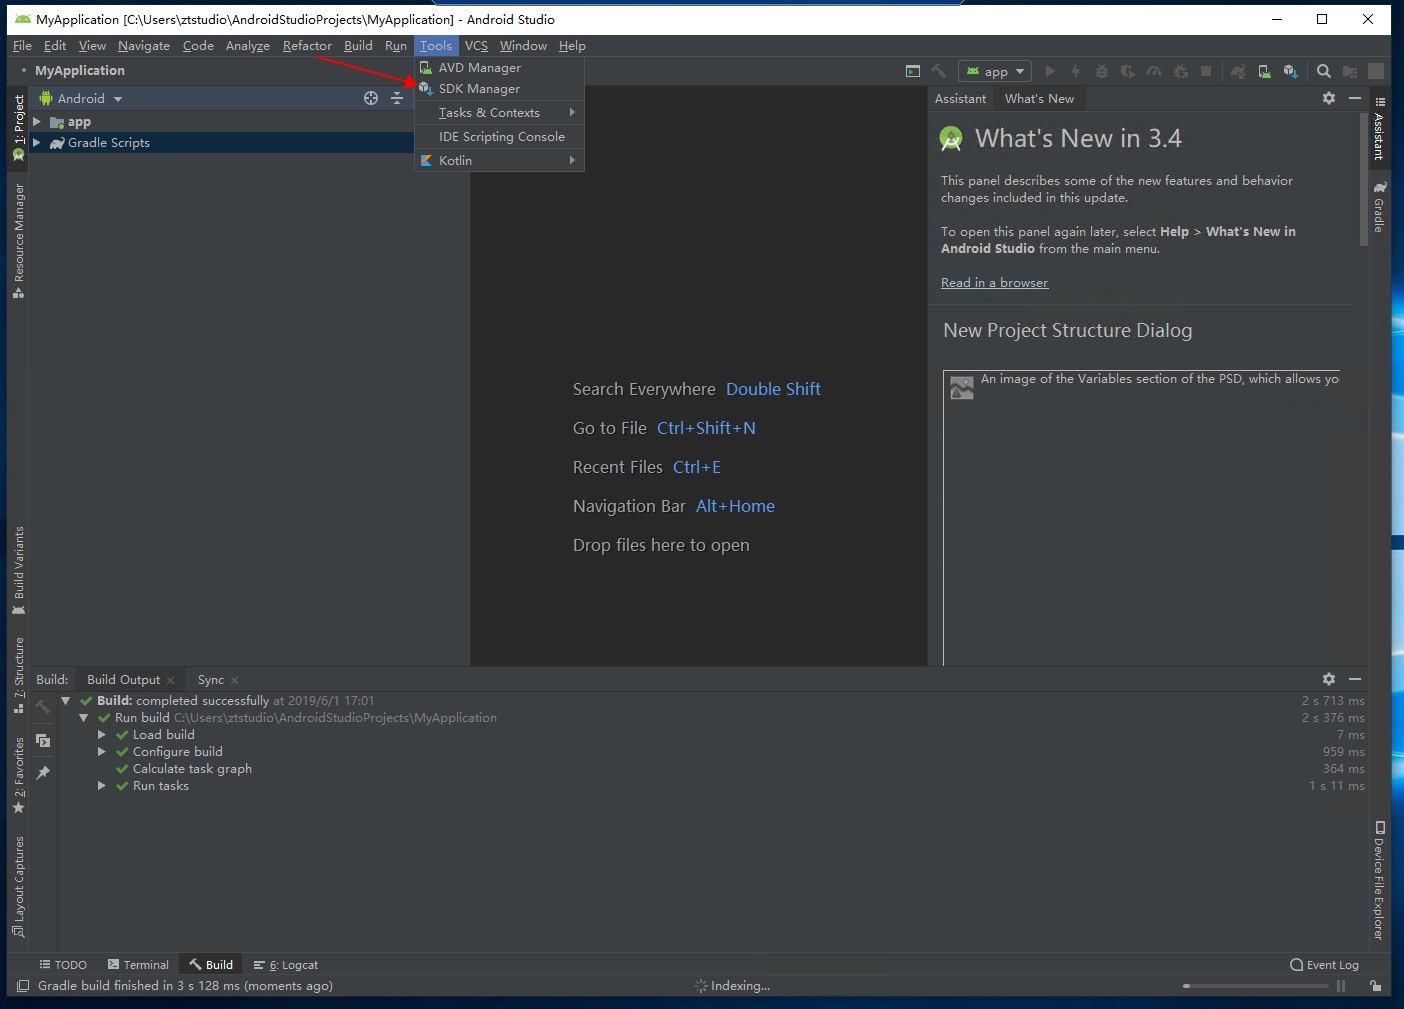 MyApplication [C:\Users\ztstudio\AndroidStudioProjects\MyApplication] - Android Studio
File Edit View Navigate Code Analyze Refactor Build Run Tools VCS Window Help
MyApplication
app
AVD Manager
SDK Manager
Tasks & Contexts
IDE Scripting Console
Kotlin
1: Project
Resource Manager
Build Variants
7: Structure
2: Favorites
Layout Captures
Android
app
Gradle Scripts
Search Everywhere Double Shift
Go to File Ctrl+Shift+N
Recent Files Ctrl+E
Navigation Bar Alt+Home
Drop files here to open
Assistant What's New
What's New in 3.4
This panel describes some of the new features and behavior
changes included in this update.
To open this panel again later, select Help > What's New in
Android Studio from the main menu.
Read in a browser
New Project Structure Dialog
An image of the Variables section of the PSD, which allows yo
Assistant
Gradle
Device File Explorer
Build: Build Output Sync
Build: completed successfully at 2019/6/1 17:01 2 s 713 ms
Run build C:\Users\ztstudio\AndroidStudioProjects\MyApplication 2 s 376 ms
Load build 7 ms
Configure build 959 ms
Calculate task graph 364 ms
Run tasks 1 s 11 ms
TODO Terminal Build 6: Logcat Event Log
Gradle build finished in 3 s 128 ms (moments ago) Indexing...